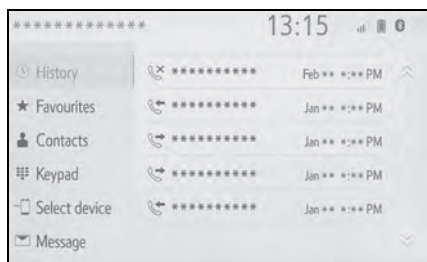 ************** 13:15
History ********** Feb ** *:** PM
Favourites ********** Jan ** *:** PM
Contacts ********** Jan ** *:** PM
Keypad ********** Jan ** *:** PM
Select device ********** Jan ** *:** PM
Message